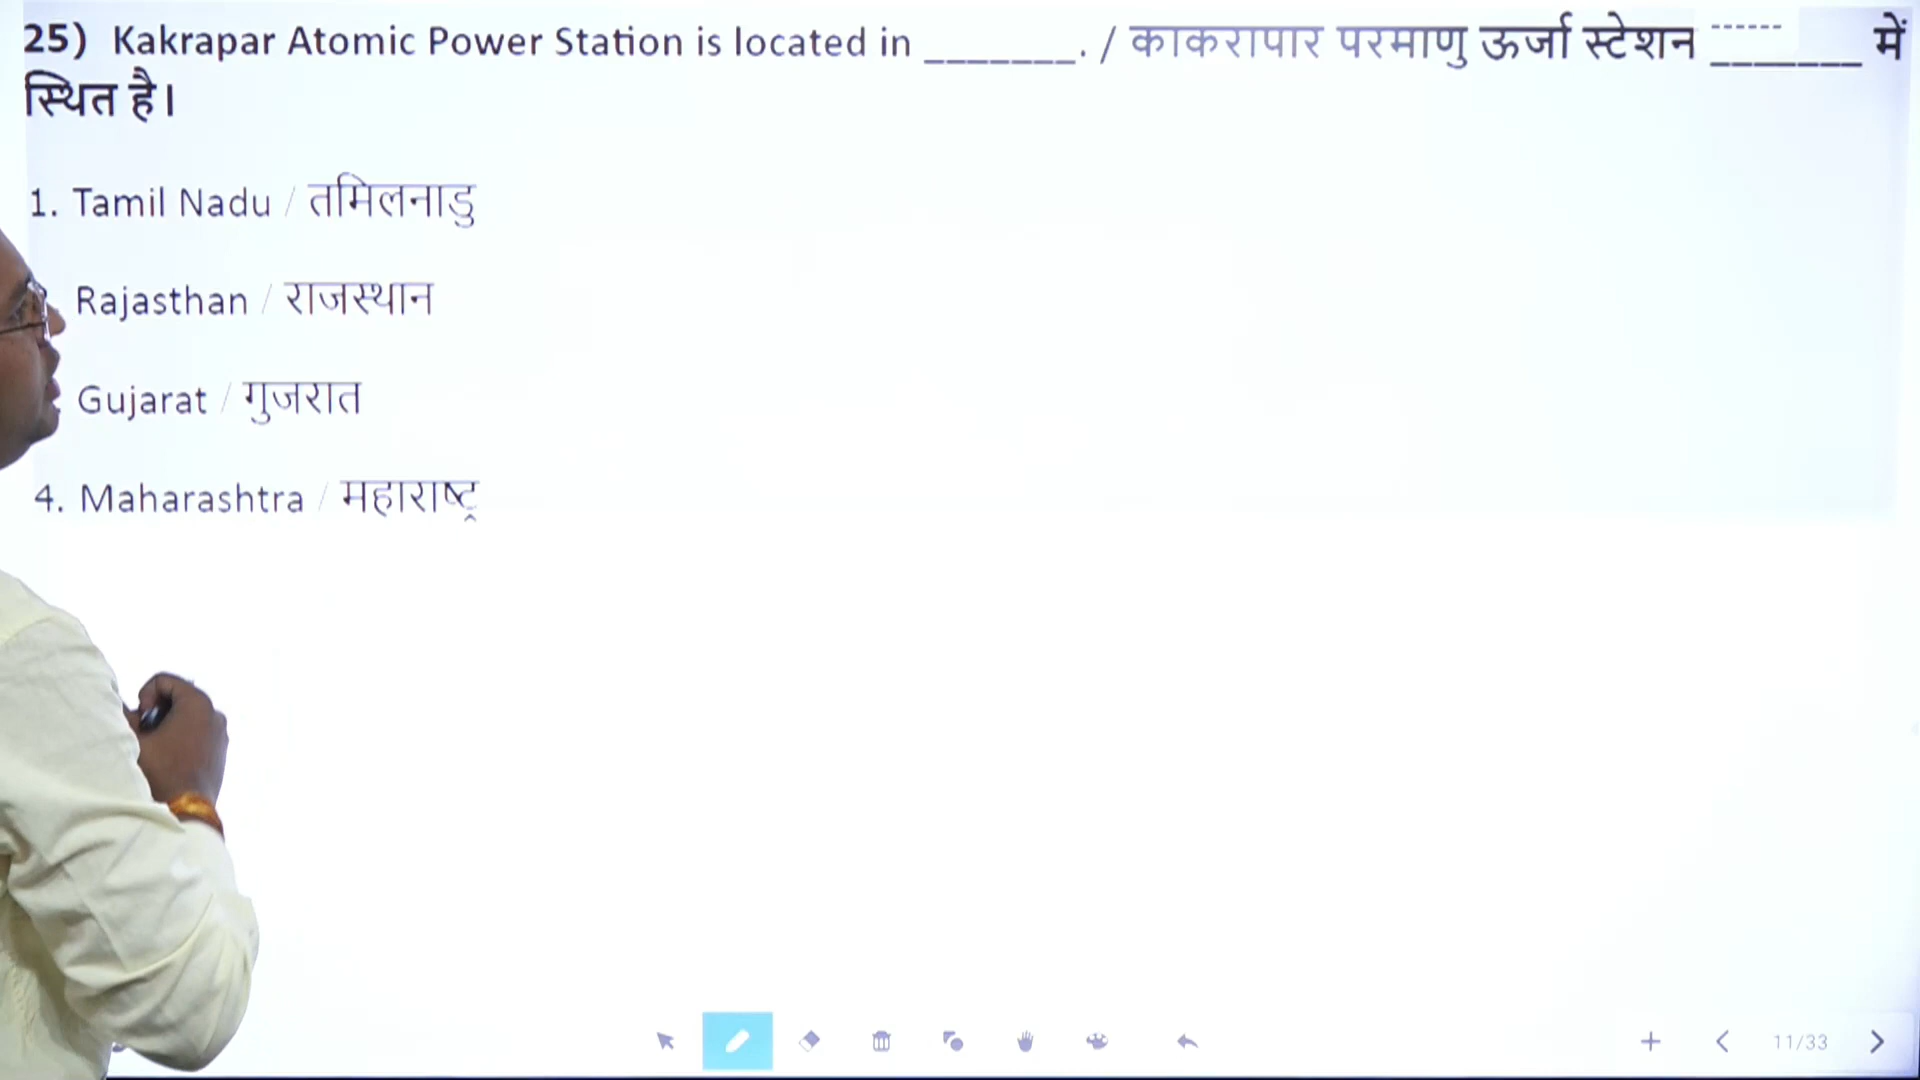 25) Kakrapar Atomic Power Station is located in _______. / काकरापार परमाणु ऊर्जा स्टेशन _______ में
स्थित है।
1. Tamil Nadu / तमिलनाडु
Rajasthan / राजस्थान
Gujarat / गुजरात
4. Maharashtra / महाराष्ट्र
11/33